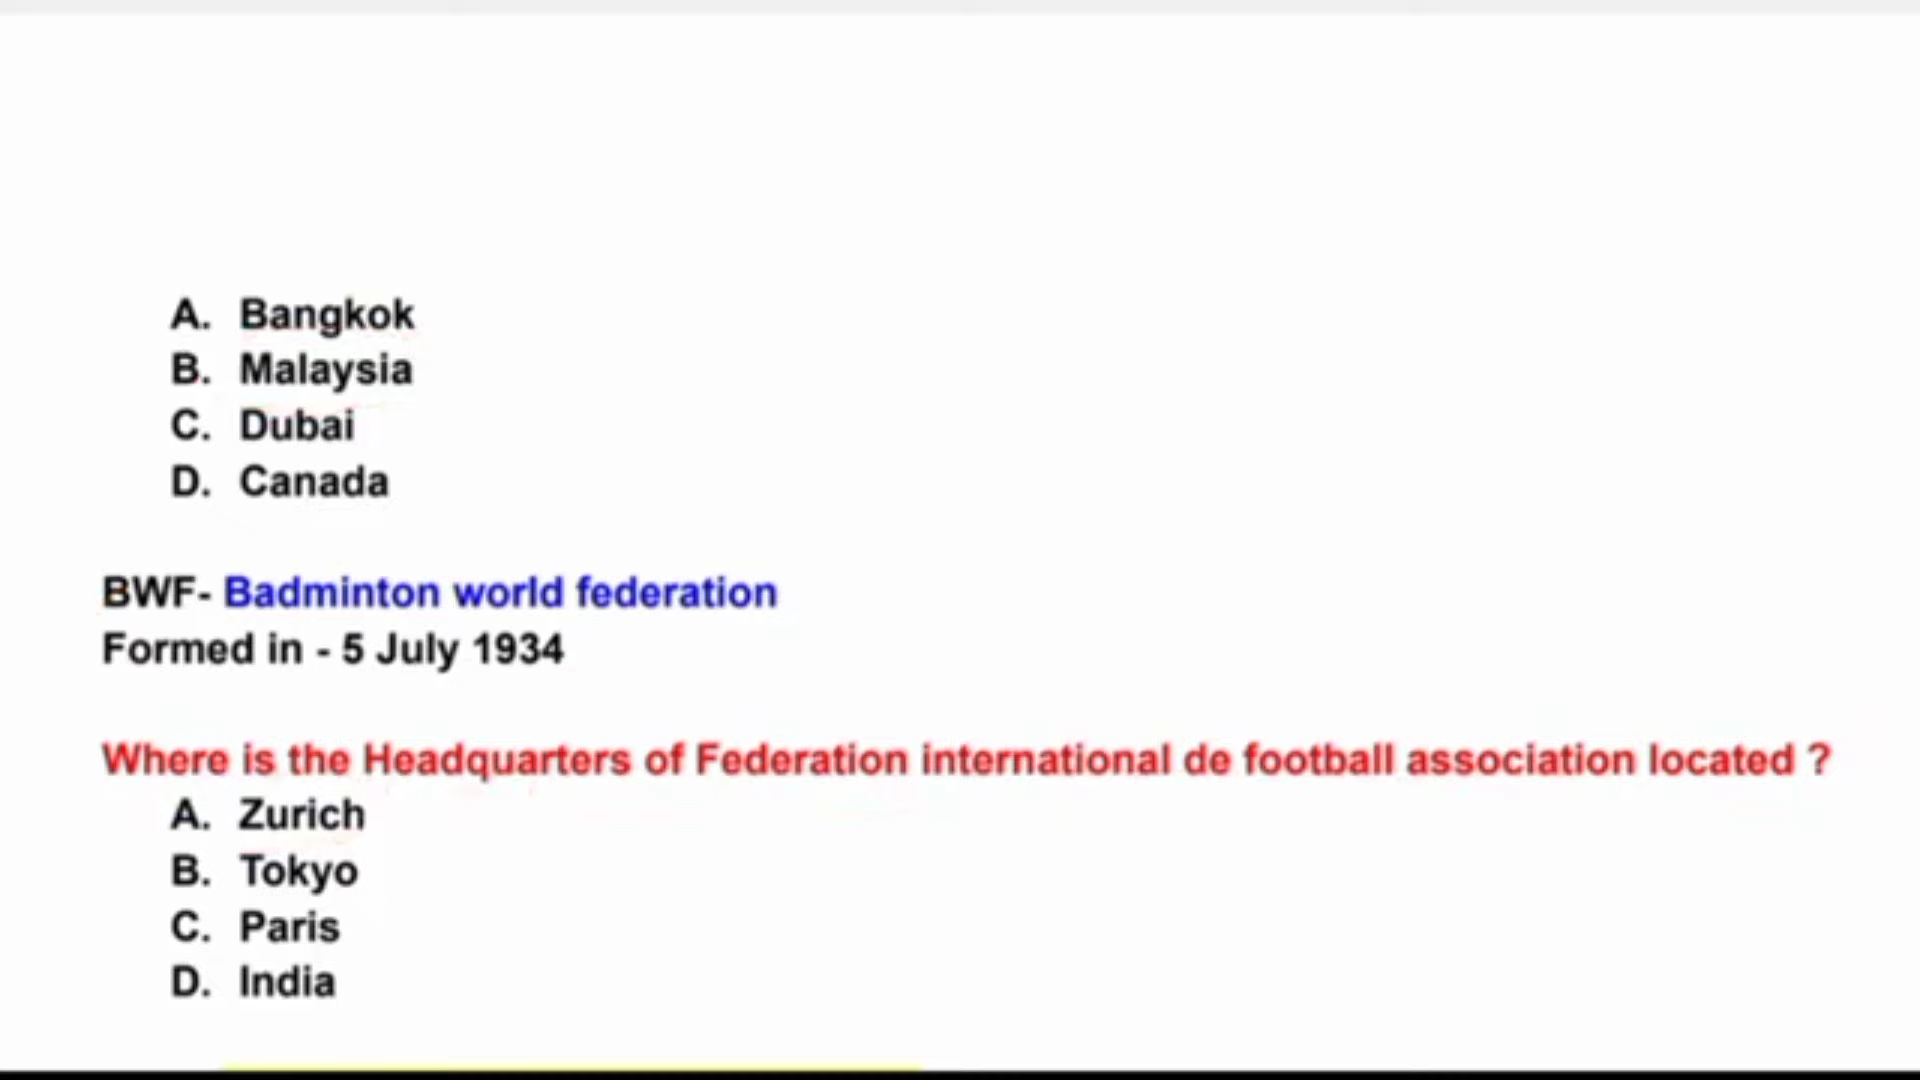 A. Bangkok
B. Malaysia
C. Dubai
D. Canada
BWF- Badminton world federation
Formed in - 5 July 1934
Where is the Headquarters of Federation international de football association located ?
A. Zurich
B. Tokyo
C. Paris
D. India